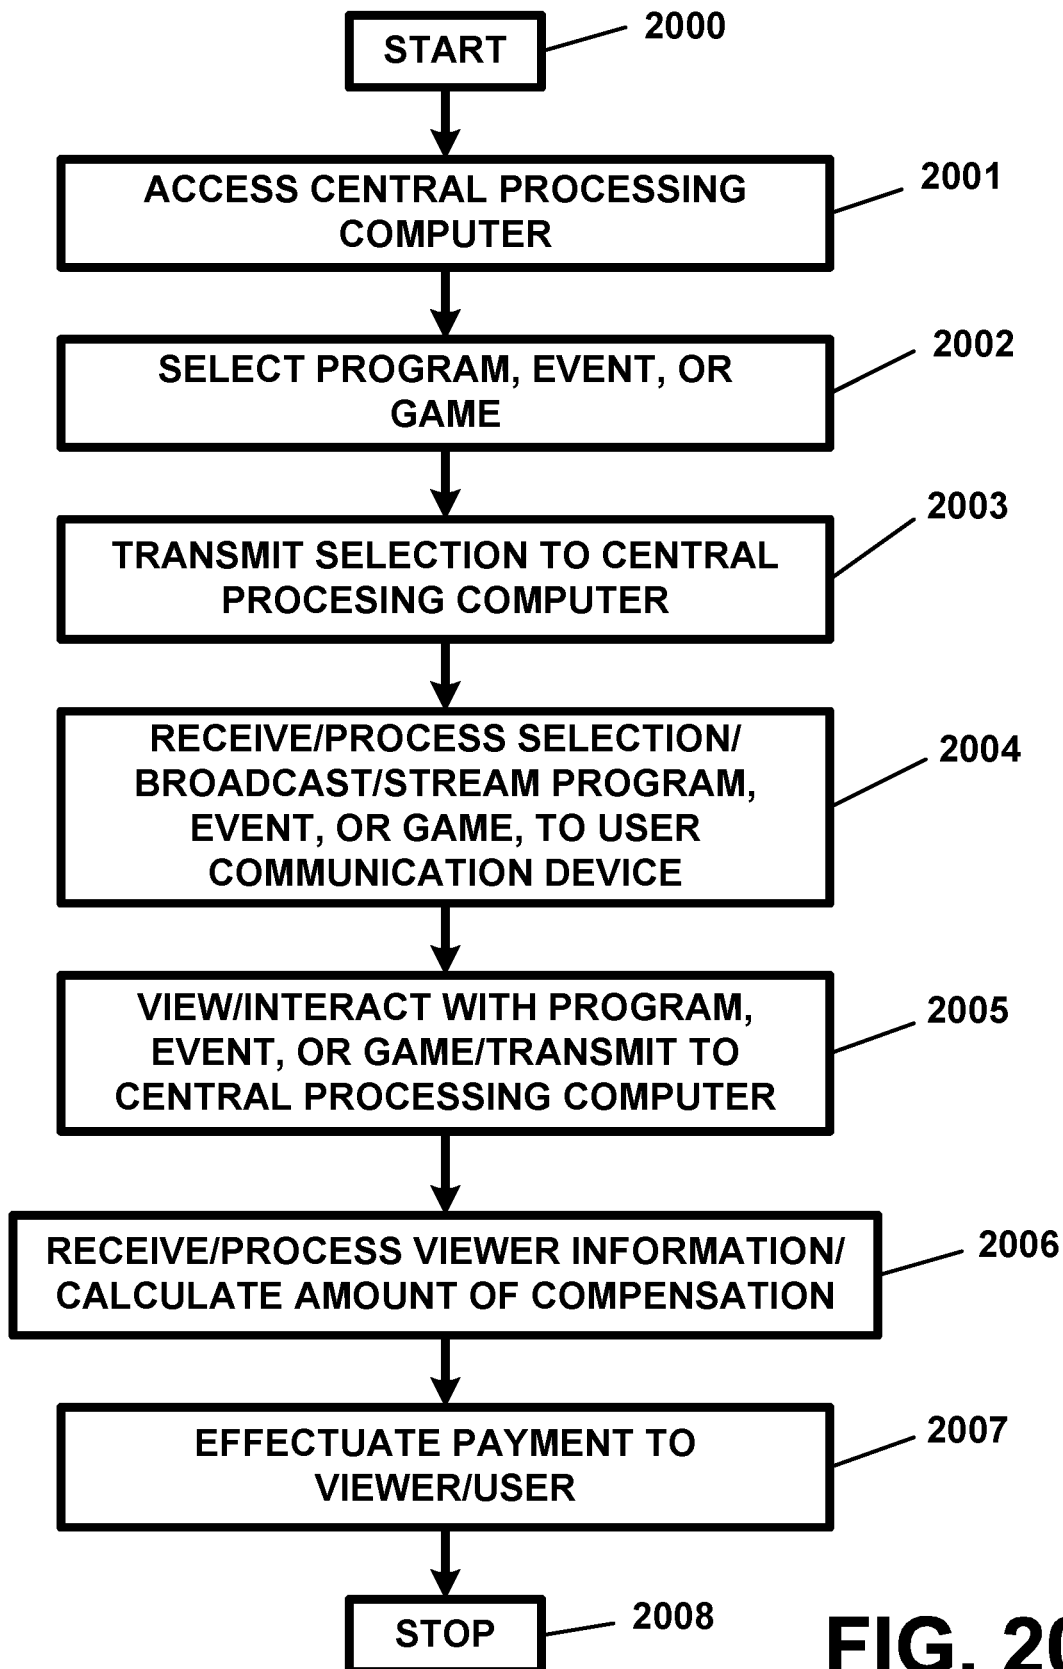 START
2000
ACCESS CENTRAL PROCESSING
COMPUTER
2001
SELECT PROGRAM, EVENT, OR
GAME
2002
TRANSMIT SELECTION TO CENTRAL
PROCESING COMPUTER
2003
RECEIVE/PROCESS SELECTION/
BROADCAST/STREAM PROGRAM,
EVENT, OR GAME, TO USER
COMMUNICATION DEVICE
2004
VIEW/INTERACT WITH PROGRAM,
EVENT, OR GAME/TRANSMIT TO
CENTRAL PROCESSING COMPUTER
2005
RECEIVE/PROCESS VIEWER INFORMATION/
CALCULATE AMOUNT OF COMPENSATION
2006
EFFECTUATE PAYMENT TO
VIEWER/USER
2007
STOP
2008
FIG. 20